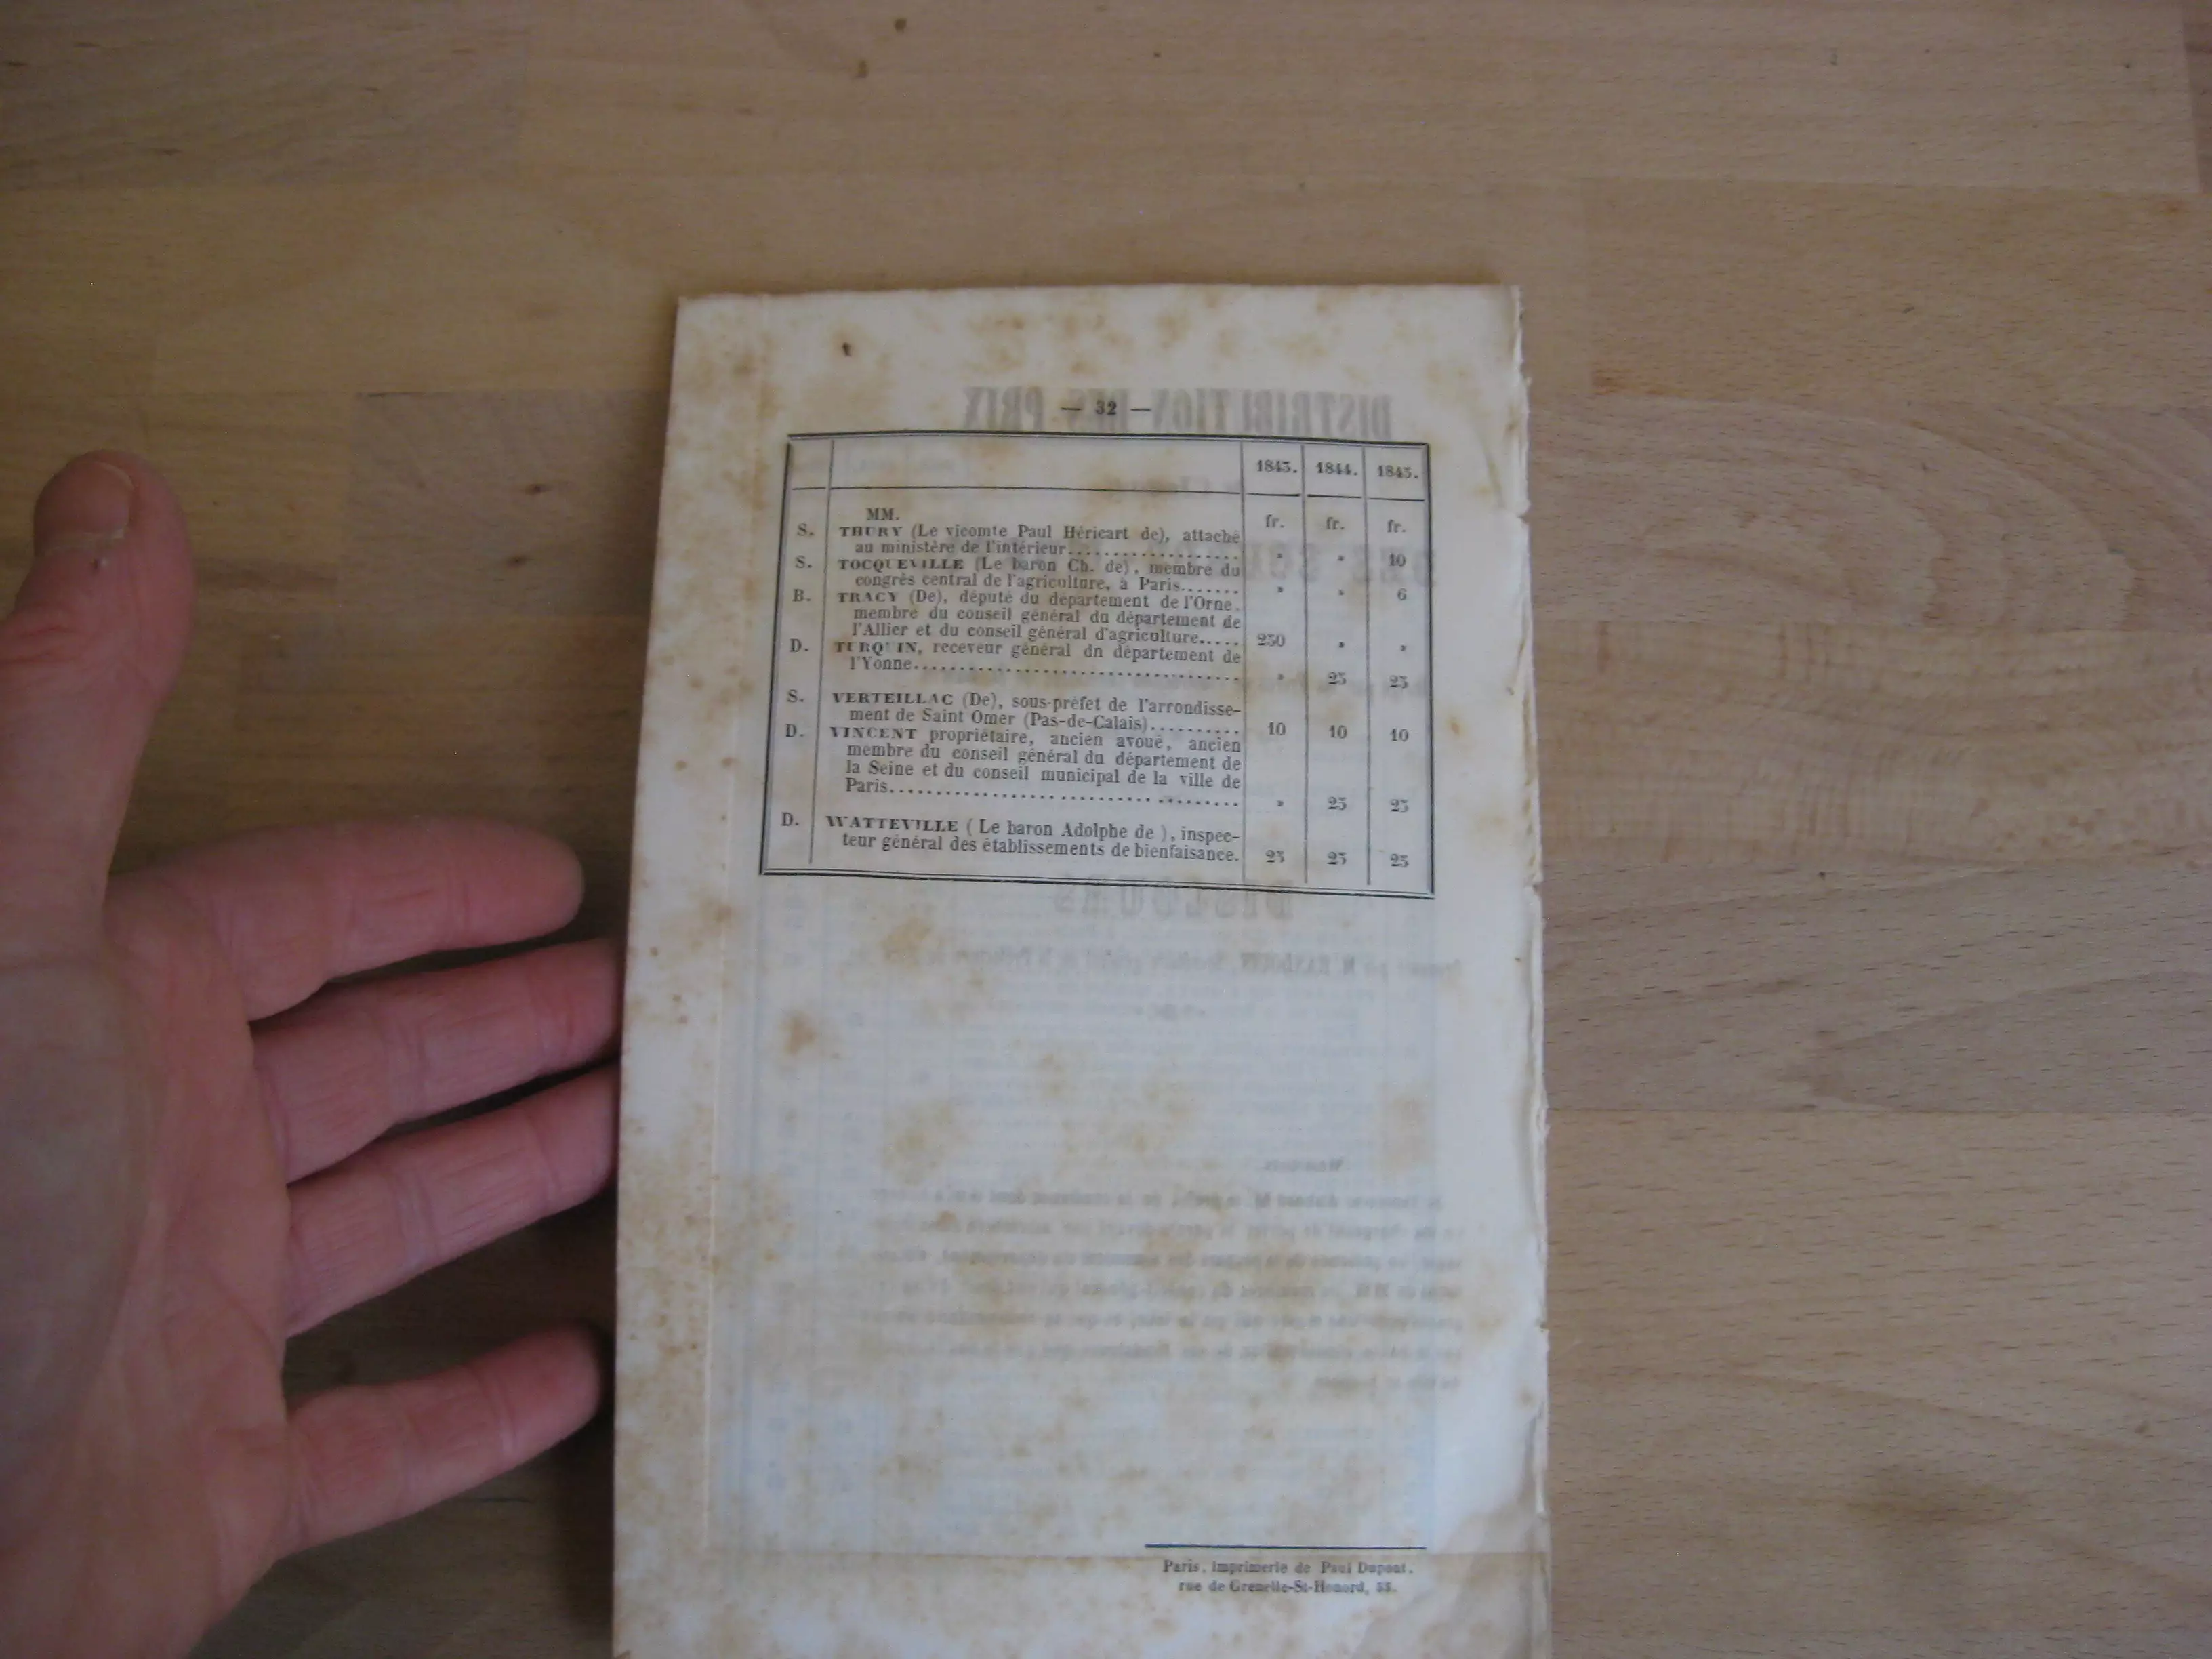 — 32 —
1843. 1844. 1845.
MM.
fr. fr. fr.
S. THURY (Le vicomte Paul Héricart de), attaché
au ministère de l'intérieur.................... » » 10
S. TOCQUEVILLE (Le baron Ch. de), membre du
congrès central de l'agriculture, à Paris....... » » 6
B. TRACY (De), député du département de l'Orne,
membre du conseil général du département de
l'Allier et du conseil général d'agriculture..... 250 » »
D. TURQUIN, receveur général dn département de
l'Yonne........................................ » 25 25
S. VERTEILLAC (De), sous-préfet de l'arrondisse-
ment de Saint Omer (Pas-de-Calais).......... 10 10 10
D. VINCENT propriétaire, ancien avoué, ancien
membre du conseil général du département de
la Seine et du conseil municipal de la ville de
Paris........................................... » 25 25
D. WATTEVILLE ( Le baron Adolphe de ), inspec-
teur général des établissements de bienfaisance. 25 25 25
Paris, imprimerie de Paul Dupont,
rue de Grenelle-St-Honoré, 55.